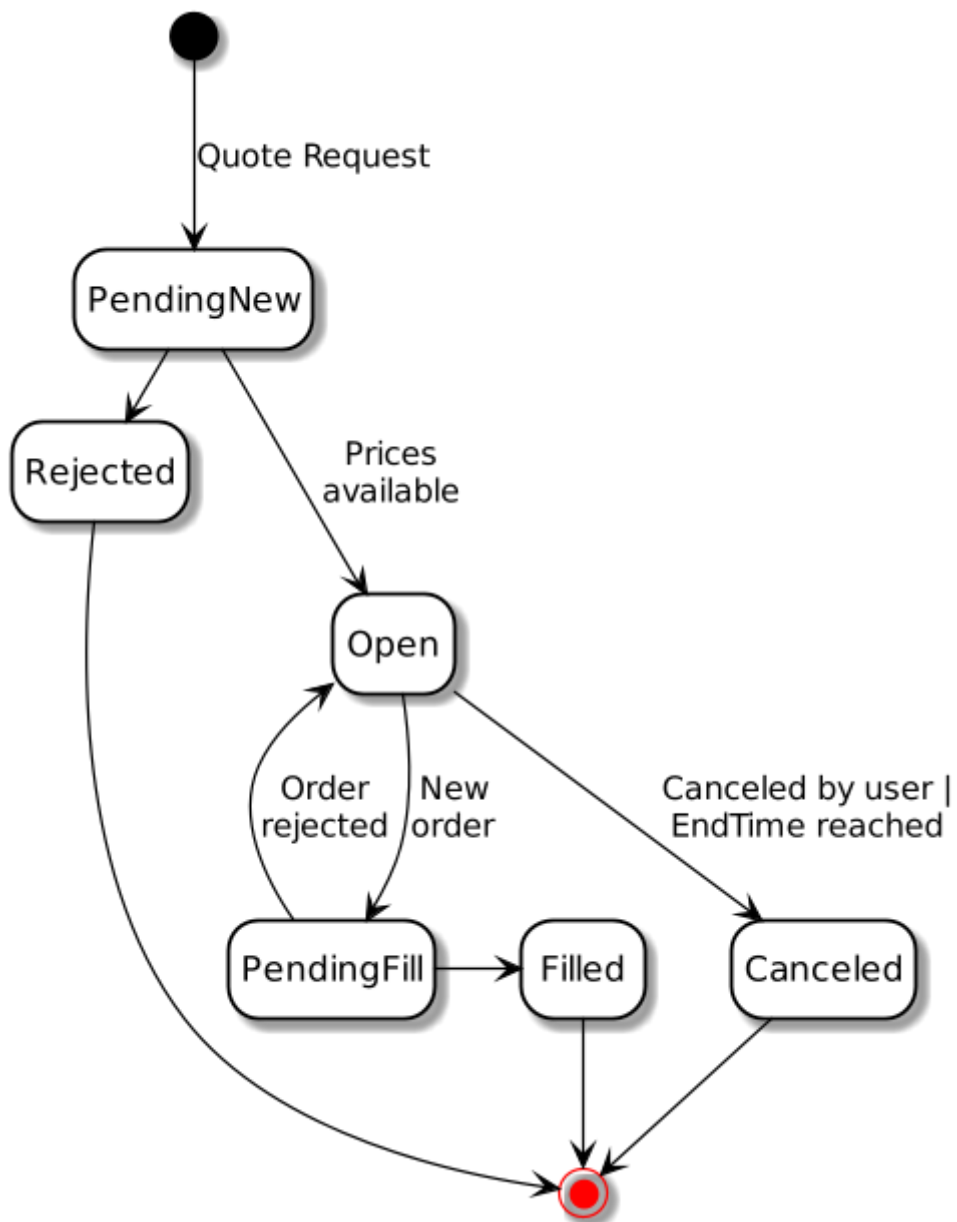 Quote Request
PendingNew
Rejected
Prices
available
Open
Order
rejected
New
order
Canceled by user |
EndTime reached
PendingFill
Filled
Canceled